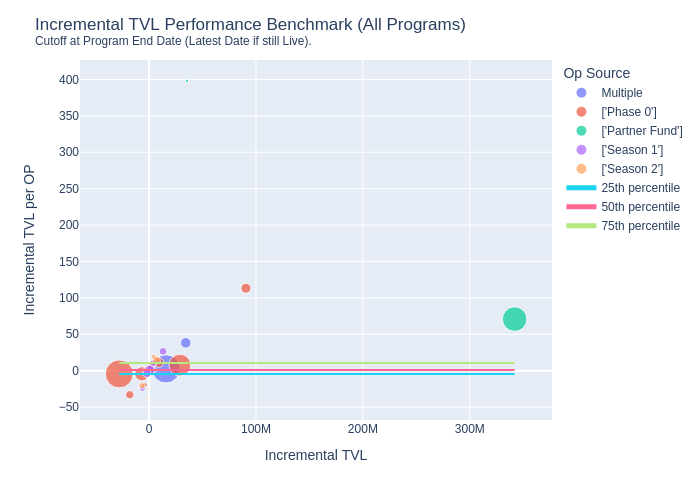 Incremental TVL Performance Benchmark (All Programs)
Cutoff at Program End Date (Latest Date if still Live).
Op Source
Multiple
['Phase 0']
['Partner Fund']
['Season 1']
['Season 2']
25th percentile
50th percentile
75th percentile
Incremental TVL per OP
400
350
300
250
200
150
100
50
0
−50
0
100M
200M
300M
Incremental TVL